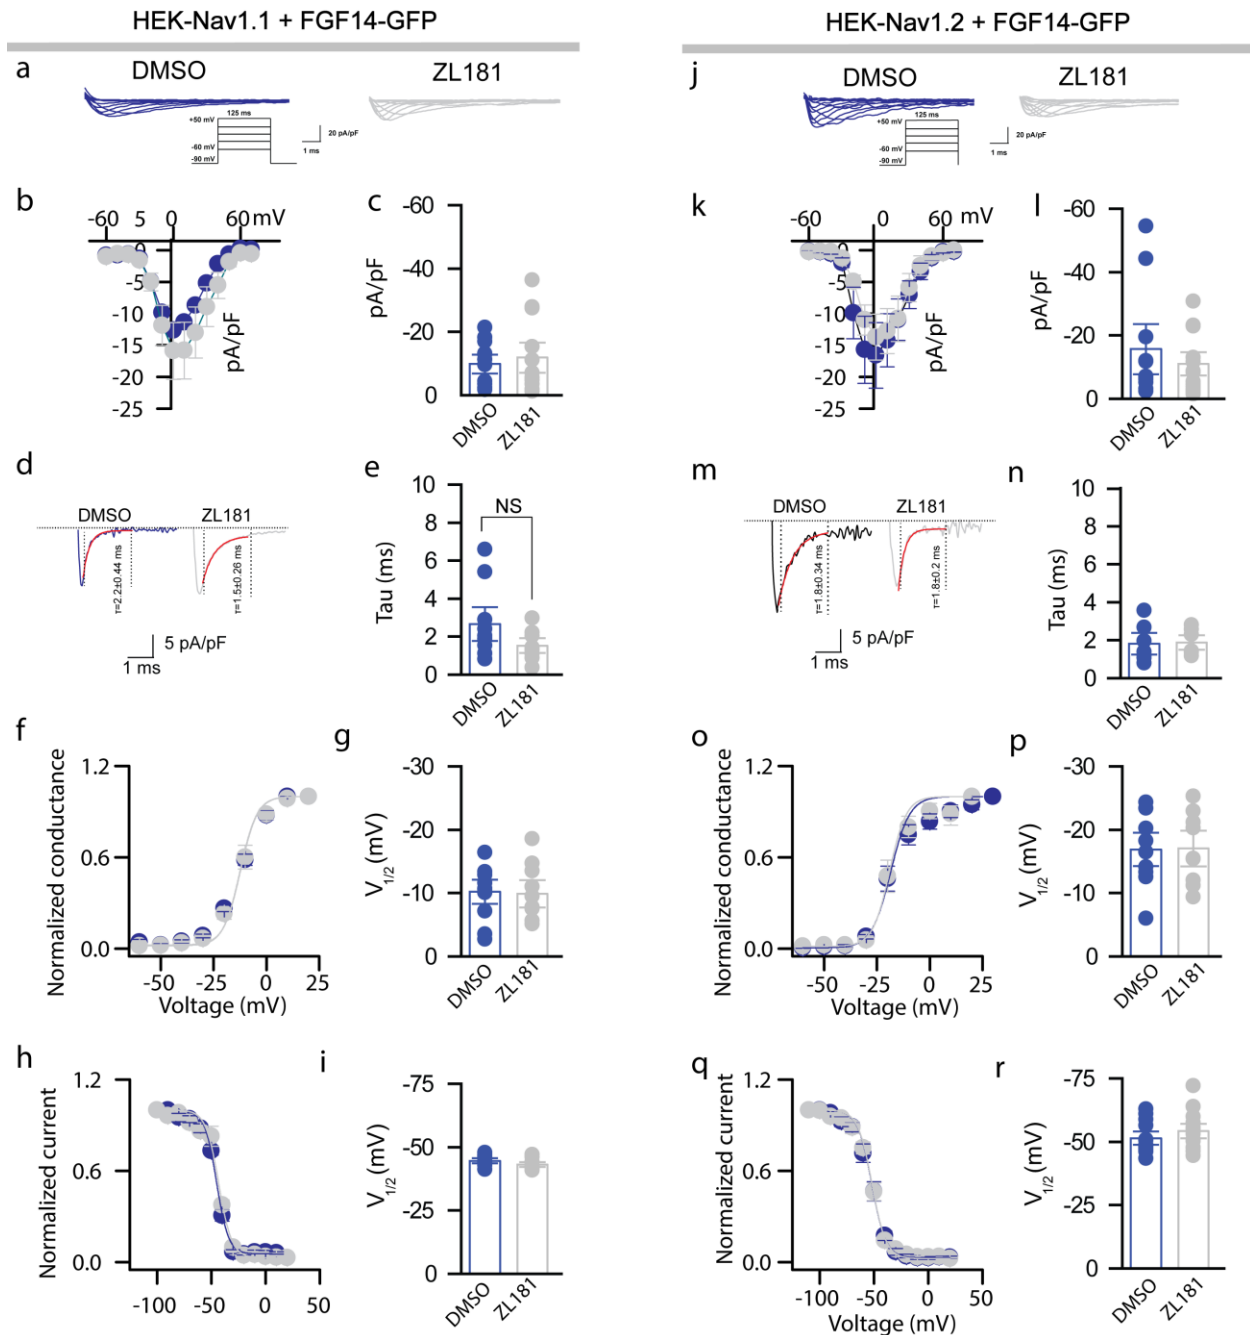 HEK-Nav1.1 + FGF14-GFP
HEK-Nav1.2 + FGF14-GFP
a
DMSO
ZL181
125 ms
+50 mV
-60 mV
-90 mV
20 pA/pF
1 ms
j
DMSO
ZL181
125 ms
+50 mV
-60 mV
-90 mV
20 pA/pF
1 ms
b
-60 5 0 60 mV
0
-5
-10
-15
-20
-25
pA/pF
c
-60
-40
-20
0
pA/pF
DMSO
ZL181
k
-60 0 60 mV
0
-5
-10
-15
-20
-25
pA/pF
l
-60
-40
-20
0
pA/pF
DMSO
ZL181
d
DMSO
ZL181
τ=2.2±0.44 ms
τ=1.5±0.26 ms
5 pA/pF
1 ms
e
10
8
6
4
2
0
Tau (ms)
NS
DMSO
ZL181
m
DMSO
ZL181
τ=1.8±0.34 ms
τ=1.8±0.2 ms
5 pA/pF
1 ms
n
10
8
6
4
2
0
Tau (ms)
DMSO
ZL181
f
Normalized conductance
1.2
0.6
0.0
-50 -25 0 25
Voltage (mV)
g
V1/2 (mV)
-30
-20
-10
0
DMSO
ZL181
o
Normalized conductance
1.2
0.6
0.0
-50 -25 0 25
Voltage (mV)
p
V1/2 (mV)
-30
-20
-10
0
DMSO
ZL181
h
Normalized current
1.2
0.6
0.0
-100 -50 0 50
i
V1/2 (mV)
-75
-50
-25
0
DMSO
ZL181
q
Normalized current
1.2
0.6
0.0
-100 -50 0 50
Voltage (mV)
r
V1/2 (mV)
-75
-50
-25
0
DMSO
ZL181